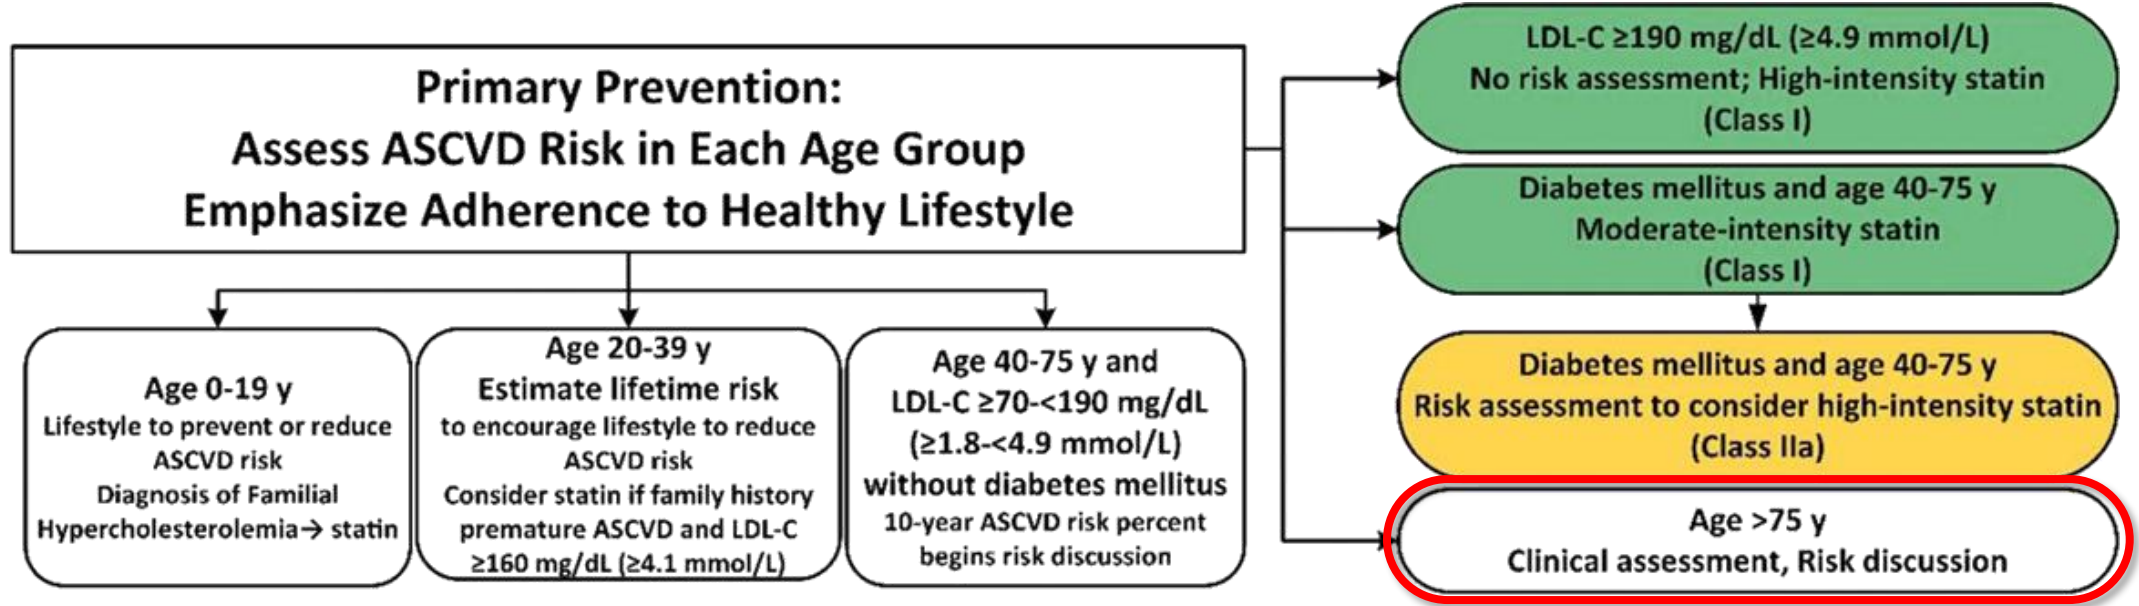 Primary Prevention:
Assess ASCVD Risk in Each Age Group
Emphasize Adherence to Healthy Lifestyle
Age 0-19 y
Lifestyle to prevent or reduce
ASCVD risk
Diagnosis of Familial
Hypercholesterolemia→ statin
Age 20-39 y
Estimate lifetime risk
to encourage lifestyle to reduce
ASCVD risk
Consider statin if family history
premature ASCVD and LDL-C
≥160 mg/dL (≥4.1 mmol/L)
Age 40-75 y and
LDL-C ≥70-<190 mg/dL
(≥1.8-<4.9 mmol/L)
without diabetes mellitus
10-year ASCVD risk percent
begins risk discussion
LDL-C ≥190 mg/dL (≥4.9 mmol/L)
No risk assessment; High-intensity statin
(Class I)
Diabetes mellitus and age 40-75 y
Moderate-intensity statin
(Class I)
Diabetes mellitus and age 40-75 y
Risk assessment to consider high-intensity statin
(Class IIa)
Age >75 y
Clinical assessment, Risk discussion